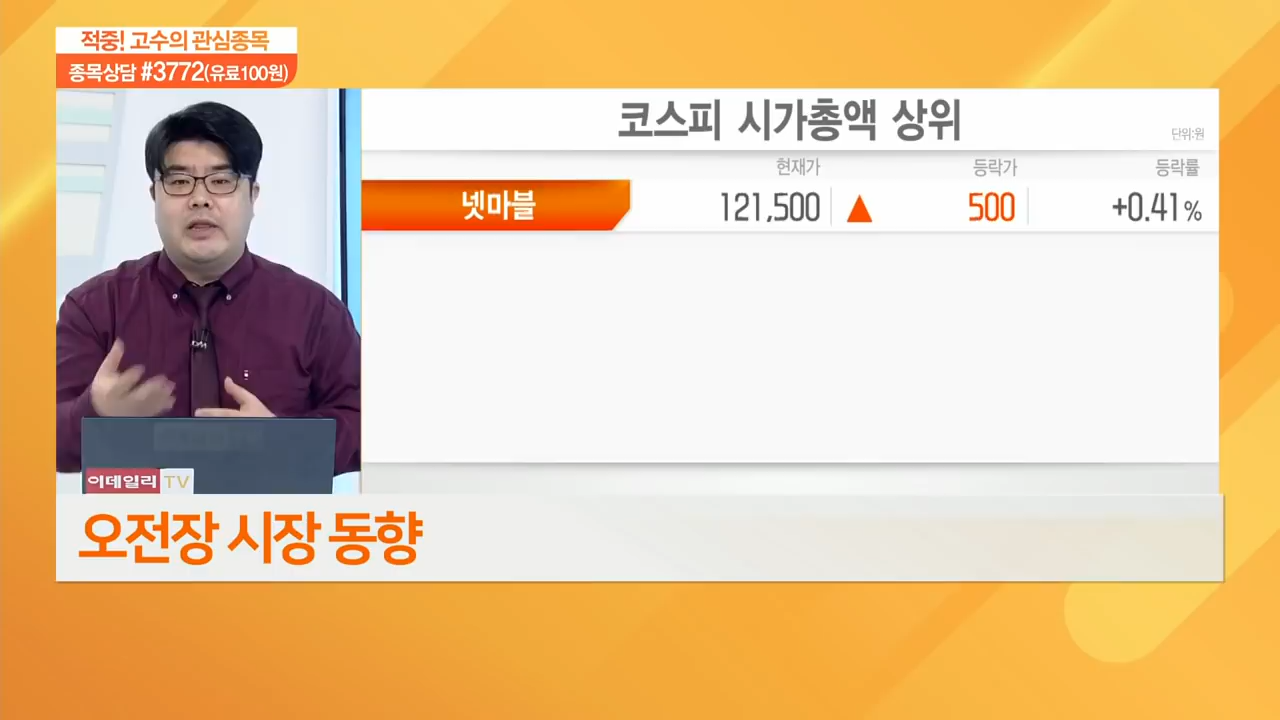 적중! 고수의 관심종목
종목상담 #3772(유료100원)
코스피 시가총액 상위
단위:원
현재가 등락가 등락률
넷마블 121,500 ▲ 500 +0.41%
이데일리 TV
오전장 시장 동향